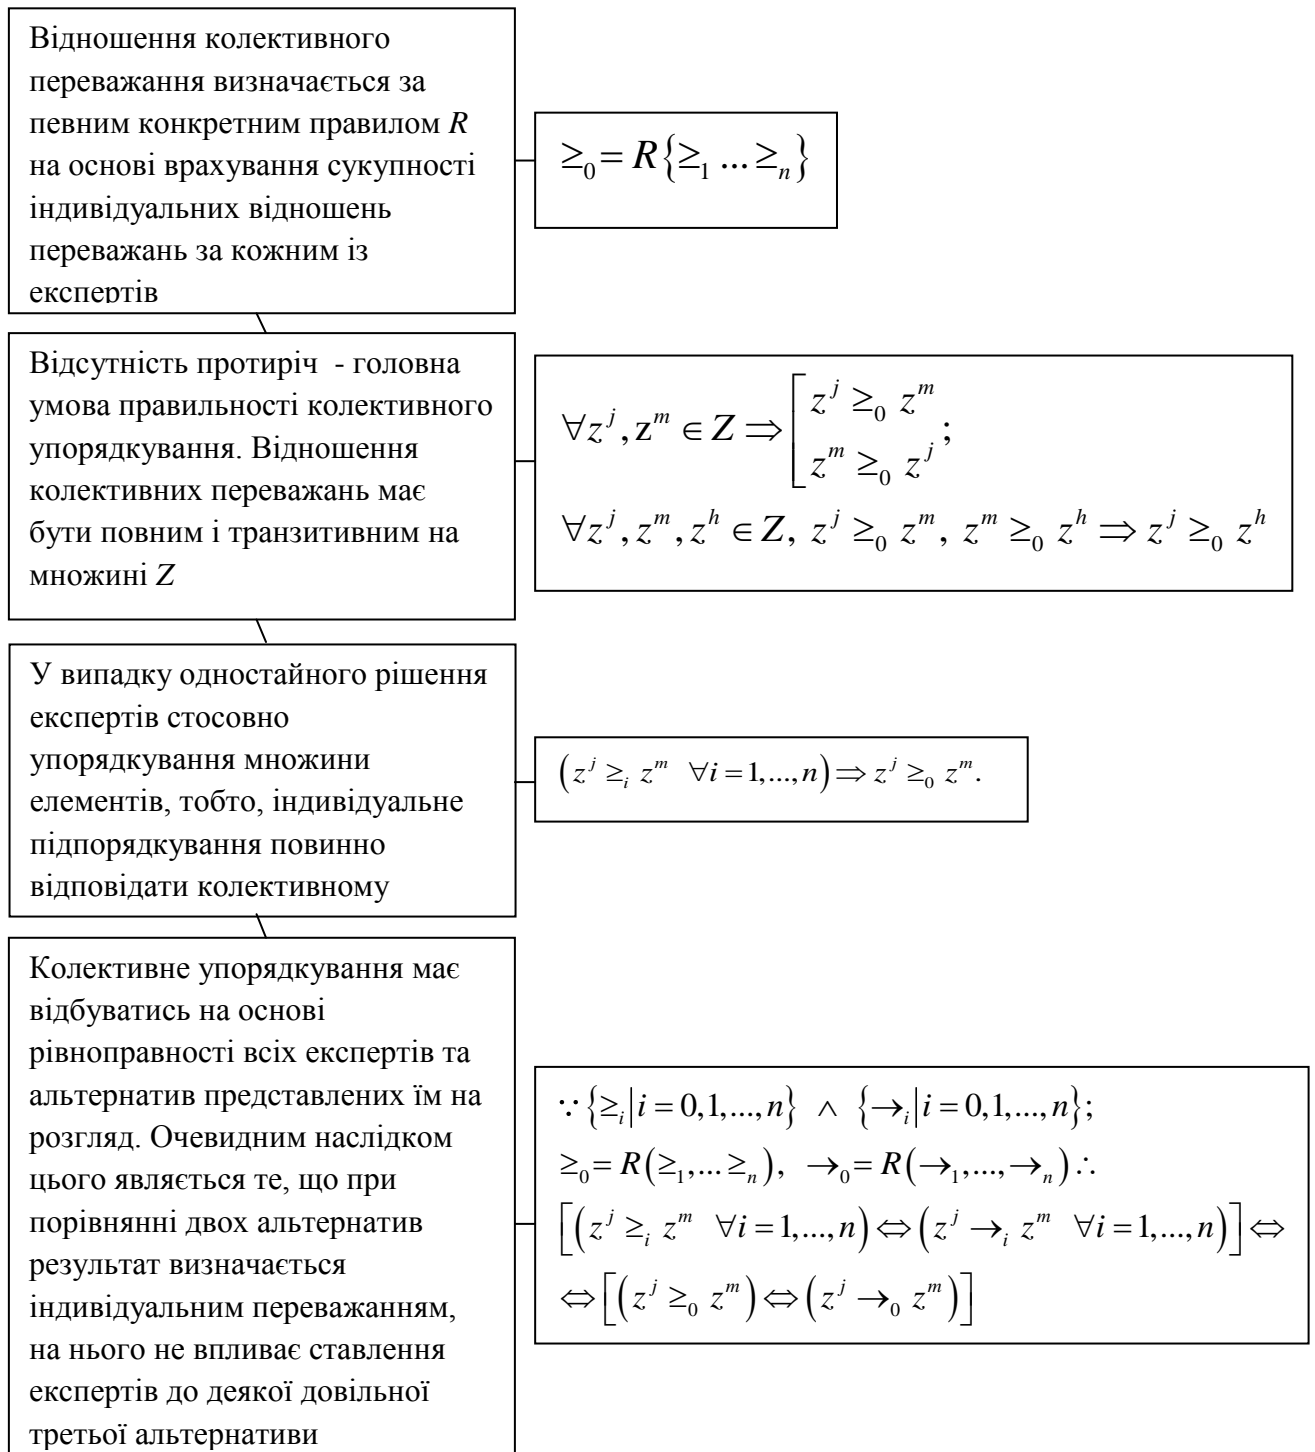 Відношення колективного
переважання визначається за
певним конкретним правилом R
на основі врахування сукупності
індивідуальних відношень
переважань за кожним із
експертів
≥₀= R{≥₁ ... ≥ₙ}
Відсутність протиріч - головна
умова правильності колективного
упорядкування. Відношення
колективних переважань має
бути повним і транзитивним на
множині Z
∀zʲ, zᵐ ∈ Z ⇒ [ zʲ ≥₀ zᵐ
zᵐ ≥₀ zʲ ;
∀zʲ, zᵐ, zʰ ∈ Z, zʲ ≥₀ zᵐ, zᵐ ≥₀ zʰ ⇒ zʲ ≥₀ zʰ
У випадку одностайного рішення
експертів стосовно
упорядкування множини
елементів, тобто, індивідуальне
підпорядкування повинно
відповідати колективному
(zʲ ≥ᵢ zᵐ ∀i = 1,...,n) ⇒ zʲ ≥₀ zᵐ.
Колективне упорядкування має
відбуватись на основі
рівноправності всіх експертів та
альтернатив представлених їм на
розгляд. Очевидним наслідком
цього являється те, що при
порівнянні двох альтернатив
результат визначається
індивідуальним переважанням,
на нього не впливає ставлення
експертів до деякої довільної
третьої альтернативи
∵ {≥ᵢ|i = 0,1,...,n} ∧ {→ᵢ|i = 0,1,...,n};
≥₀= R(≥₁,... ≥ₙ), →₀= R(→₁,...,→ₙ) ∴
[(zʲ ≥ᵢ zᵐ ∀i = 1,...,n) ⇔ (zʲ →ᵢ zᵐ ∀i = 1,...,n)] ⇔
⇔ [(zʲ ≥₀ zᵐ) ⇔ (zʲ →₀ zᵐ)]